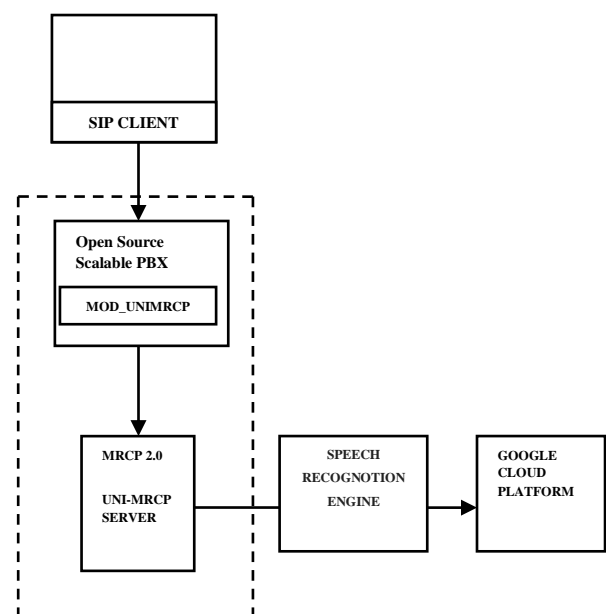 SIP CLIENT
Open Source
Scalable PBX
MOD_UNIMRCP
MRCP 2.0
UNI-MRCP
SERVER
SPEECH
RECOGNOTION
ENGINE
GOOGLE
CLOUD
PLATFORM